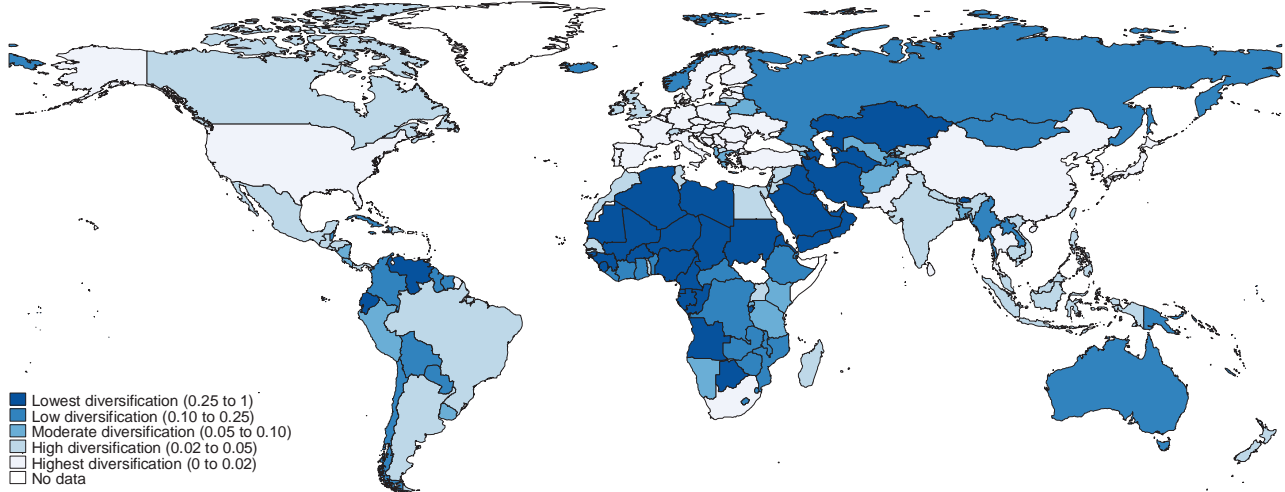 Lowest diversification (0.25 to 1)
Low diversification (0.10 to 0.25)
Moderate diversification (0.05 to 0.10)
High diversification (0.02 to 0.05)
Highest diversification (0 to 0.02)
No data